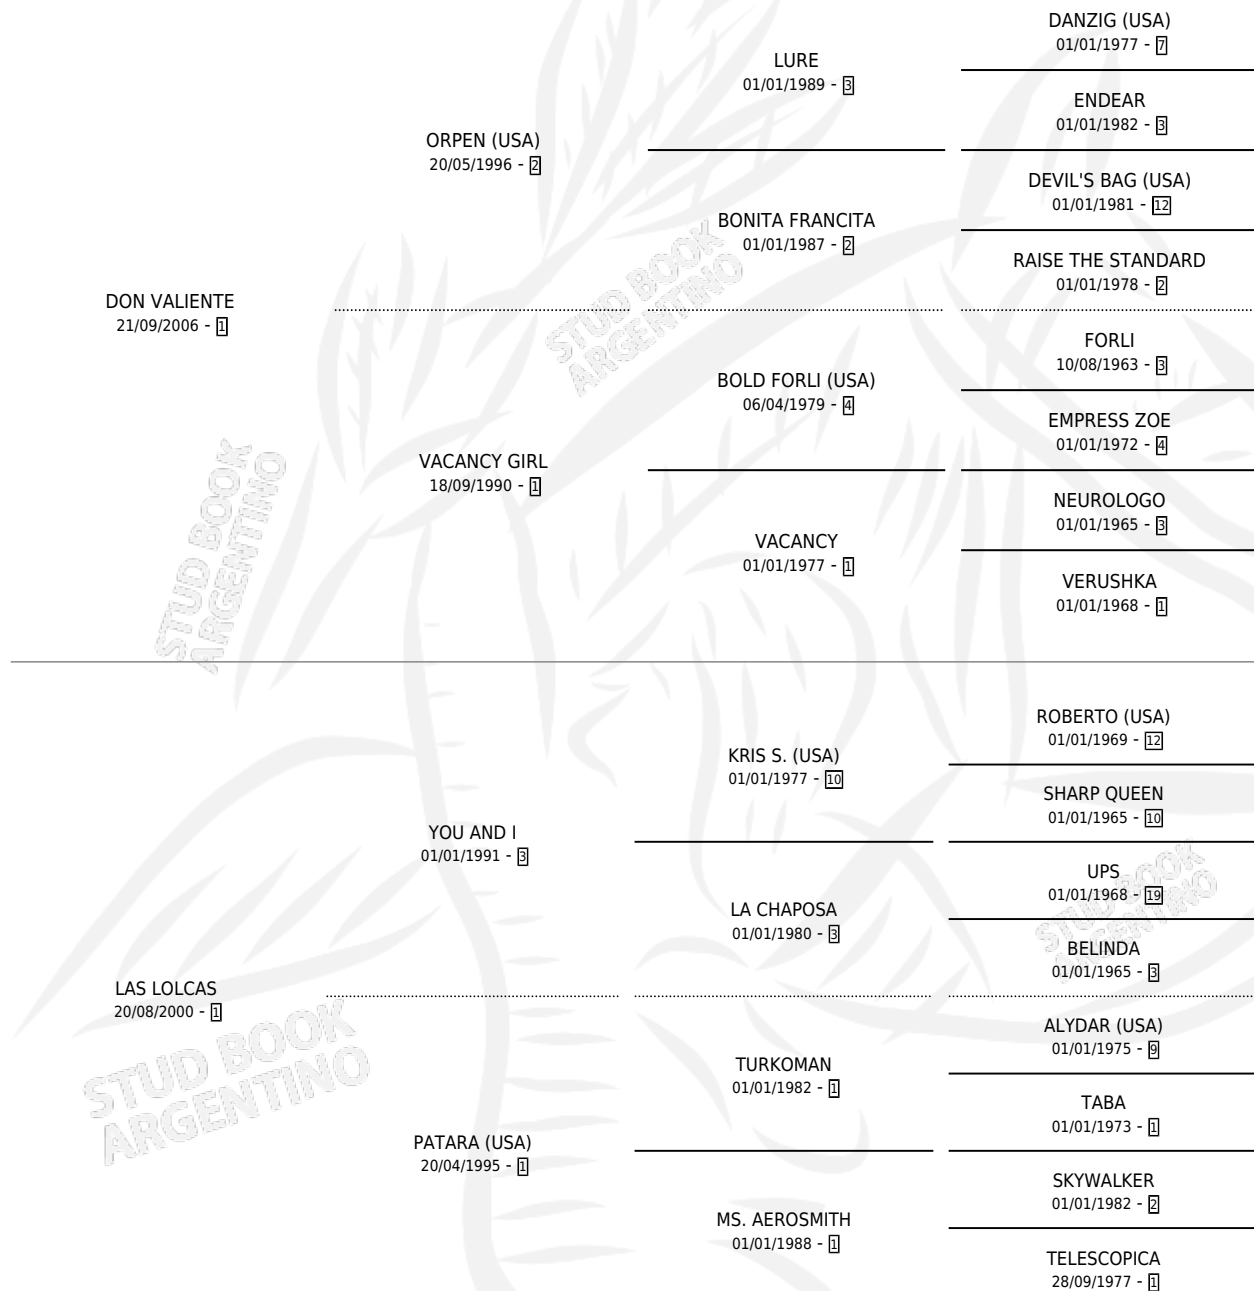 DON VALIENTE
21/09/2006 - 1
ORPEN (USA)
20/05/1996 - 2
LURE
01/01/1989 - 3
DANZIG (USA)
01/01/1977 - 7
ENDEAR
01/01/1982 - 3
BONITA FRANCITA
01/01/1987 - 2
DEVIL'S BAG (USA)
01/01/1981 - 12
RAISE THE STANDARD
01/01/1978 - 2
VACANCY GIRL
18/09/1990 - 1
BOLD FORLI (USA)
06/04/1979 - 4
FORLI
10/08/1963 - 3
EMPRESS ZOE
01/01/1972 - 4
VACANCY
01/01/1977 - 1
NEUROLOGO
01/01/1965 - 3
VERUSHKA
01/01/1968 - 1
LAS LOLCAS
20/08/2000 - 1
YOU AND I
01/01/1991 - 3
KRIS S. (USA)
01/01/1977 - 10
ROBERTO (USA)
01/01/1969 - 12
SHARP QUEEN
01/01/1965 - 10
LA CHAPOSA
01/01/1980 - 3
UPS
01/01/1968 - 19
BELINDA
01/01/1965 - 3
PATARA (USA)
20/04/1995 - 1
TURKOMAN
01/01/1982 - 1
ALYDAR (USA)
01/01/1975 - 9
TABA
01/01/1973 - 1
MS. AEROSMITH
01/01/1988 - 1
SKYWALKER
01/01/1982 - 2
TELESCOPICA
28/09/1977 - 1
STUD BOOK
ARGENTINO
STUD BOOK
ARGENTINO
STUD BOOK
ARGENTINO
STUD BOOK
ARGENTINO